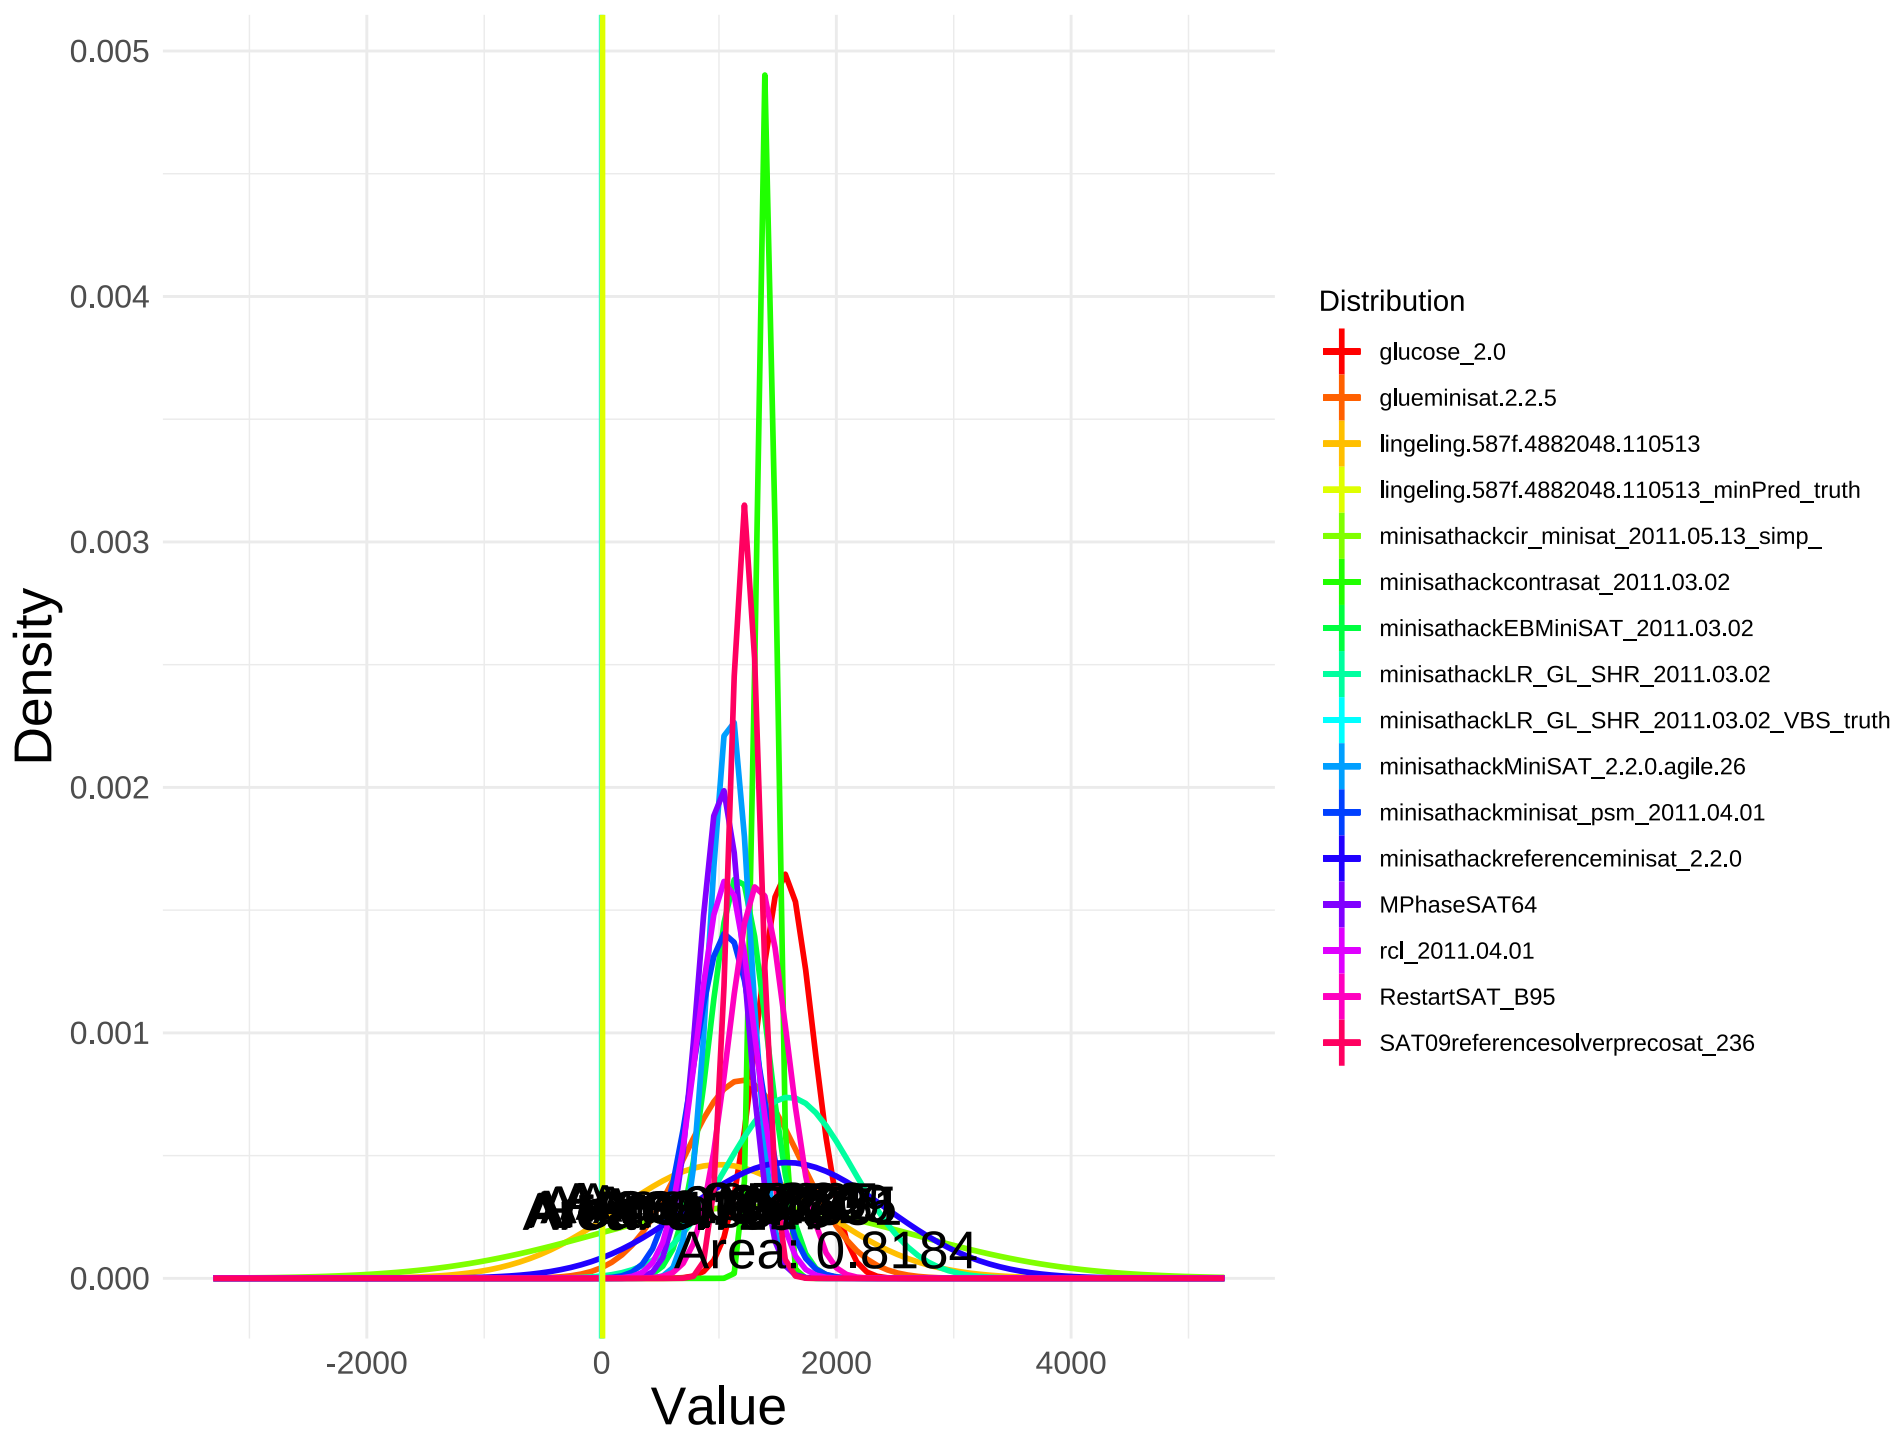 0.005
0.004
0.003
0.002
0.001
0.000
Density
Area: 0.8184
-2000 0 2000 4000
Value
Distribution
glucose_2.0
glueminisat.2.2.5
lingeling.587f.4882048.110513
lingeling.587f.4882048.110513_minPred_truth
minisathackcir_minisat_2011.05.13_simp_
minisathackcontrasat_2011.03.02
minisathackEBMiniSAT_2011.03.02
minisathackLR_GL_SHR_2011.03.02
minisathackLR_GL_SHR_2011.03.02_VBS_truth
minisathackMiniSAT_2.2.0.agile.26
minisathackminisat_psm_2011.04.01
minisathackreferenceminisat_2.2.0
MPhaseSAT64
rcl_2011.04.01
RestartSAT_B95
SAT09referencesolverprecosat_236